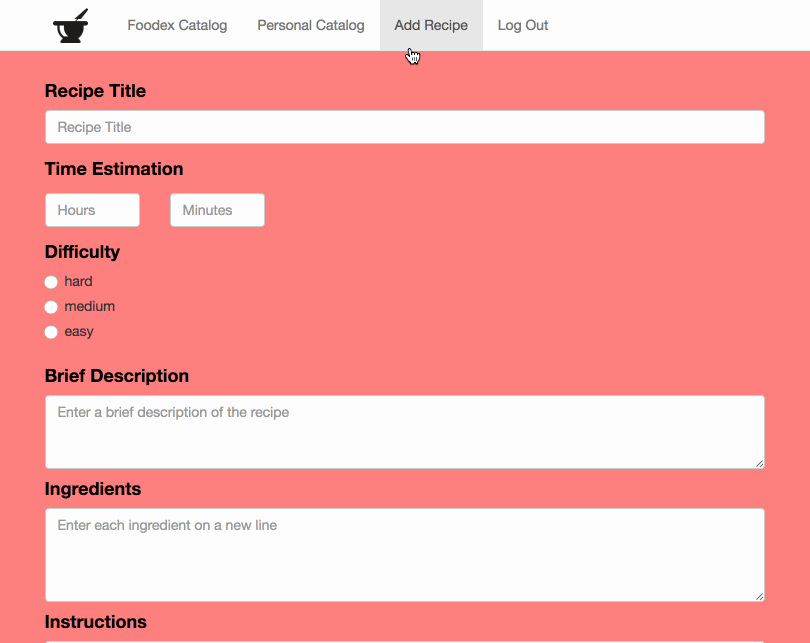 Foodex Catalog Personal Catalog Add Recipe Log Out
Recipe Title
Recipe Title
Time Estimation
Hours Minutes
Difficulty
hard
medium
easy
Brief Description
Enter a brief description of the recipe
Ingredients
Enter each ingredient on a new line
Instructions